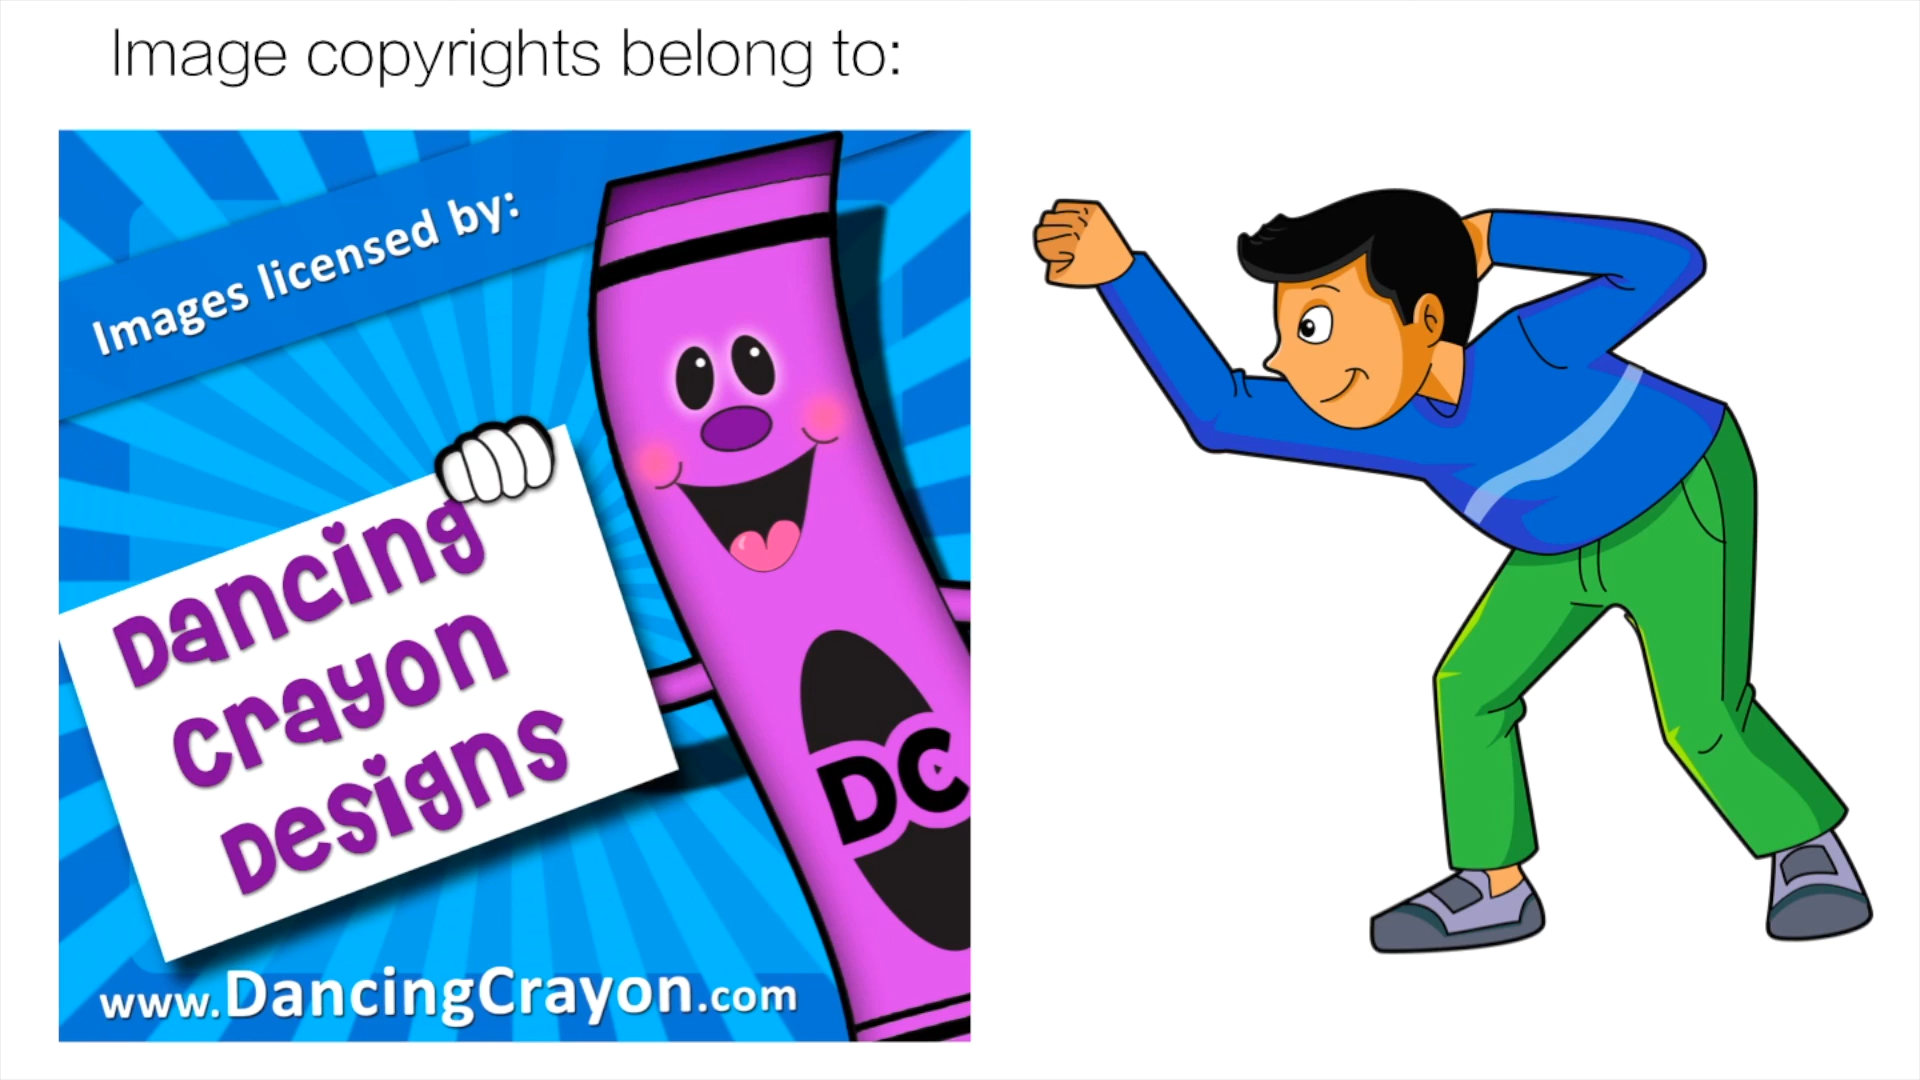 Image copyrights belong to:
Images licensed by:
Dancing
Crayon
Designs
DC
www.DancingCrayon.com